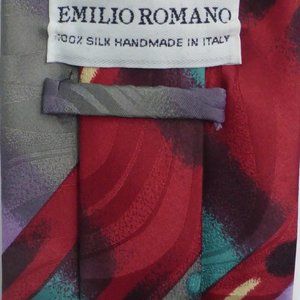 EMILIO ROMANO
100% SILK HANDMADE IN ITALY